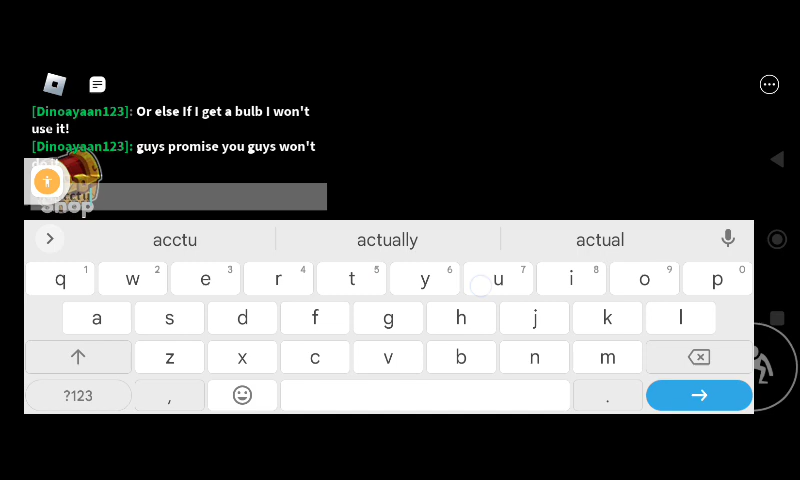 [Dinoayaan123]: Or else If I get a bulb I won't
use it!
[Dinoayaan123]: guys promise you guys won't
Shop
acctu actually actual
q 1 w 2 e 3 r 4 t 5 y 6 u 7 i 8 o 9 p 0
a s d f g h j k l
z x c v b n m
?123 , .